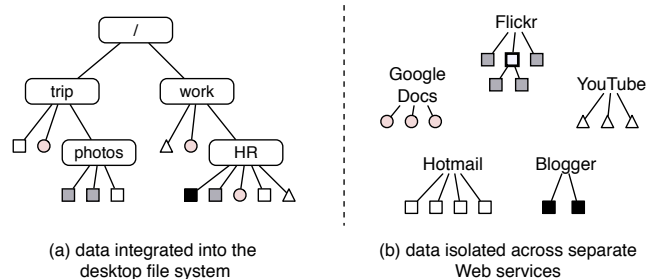 /
trip
work
photos
HR
(a) data integrated into the
desktop file system
Flickr
Google
Docs
YouTube
Hotmail
Blogger
(b) data isolated across separate
Web services